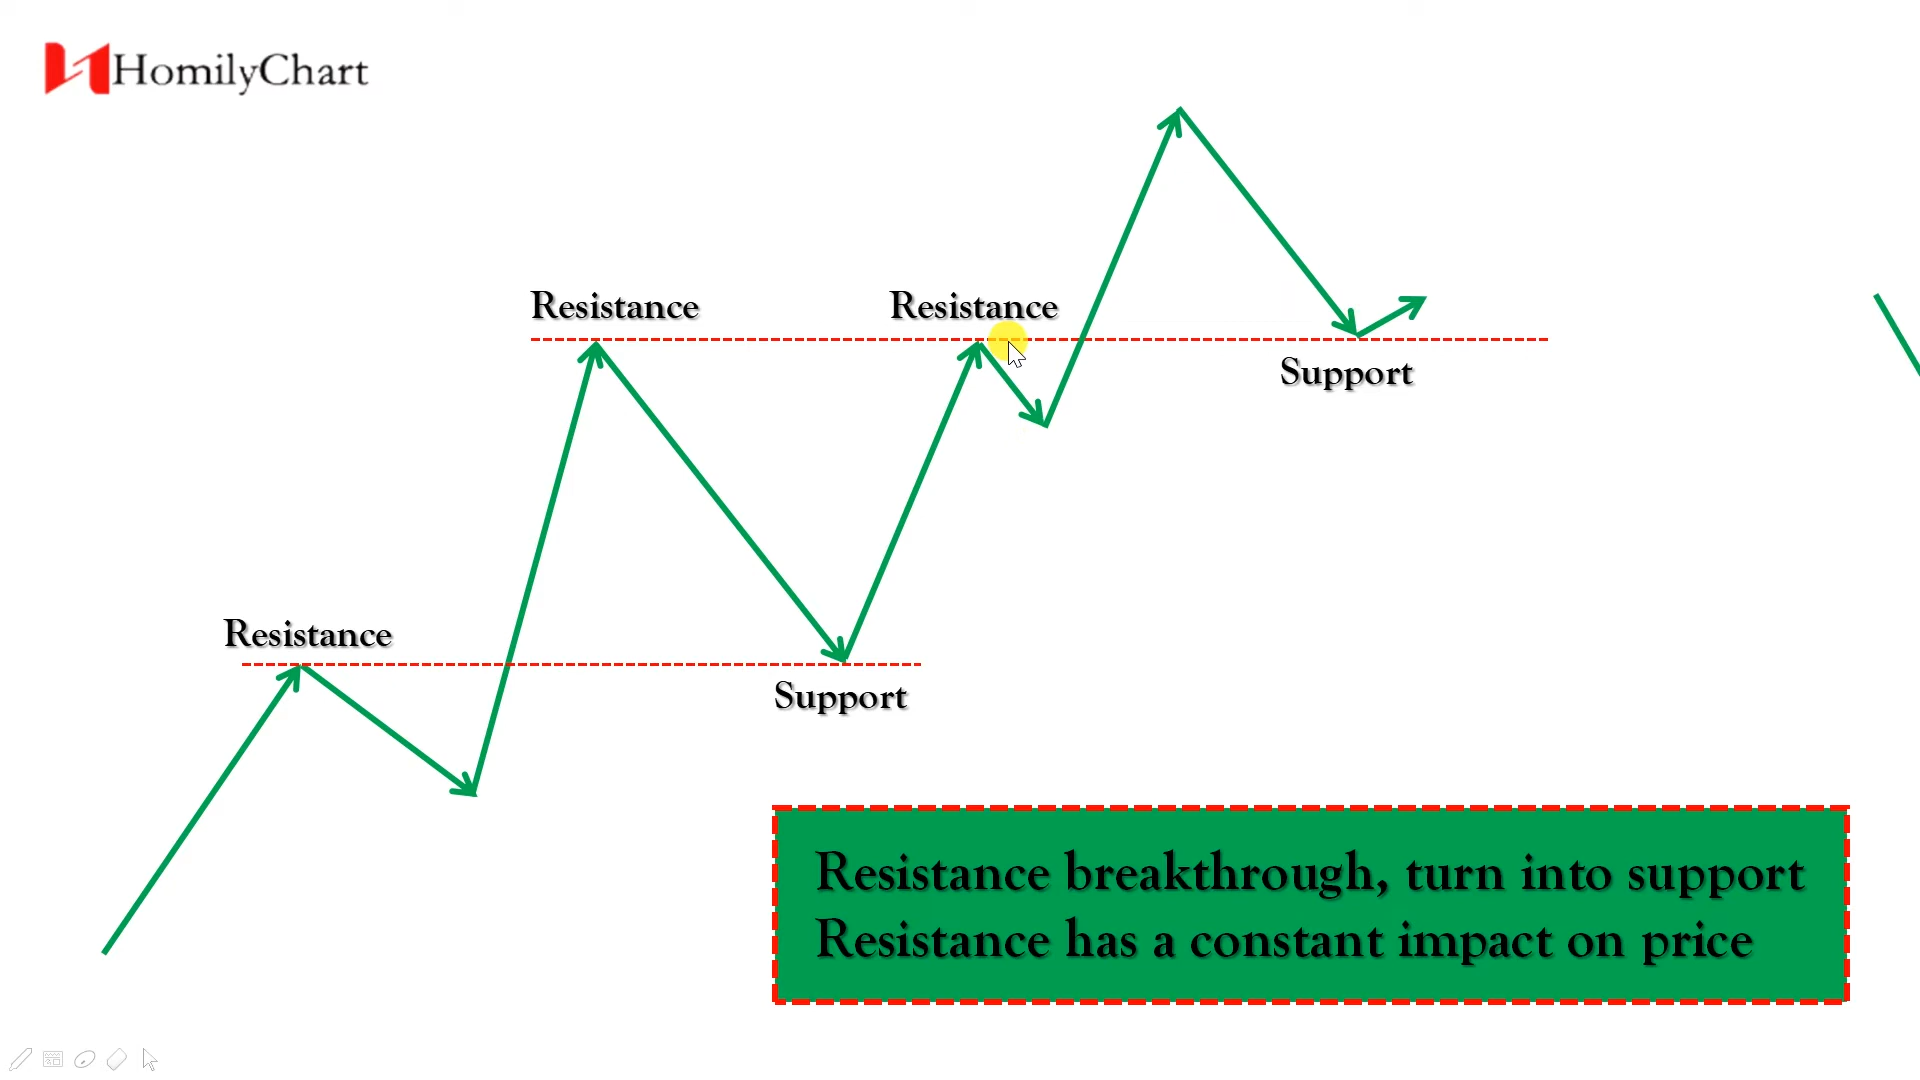 HomilyChart
Resistance
Resistance
Support
Resistance
Support
Resistance breakthrough, turn into support
Resistance has a constant impact on price